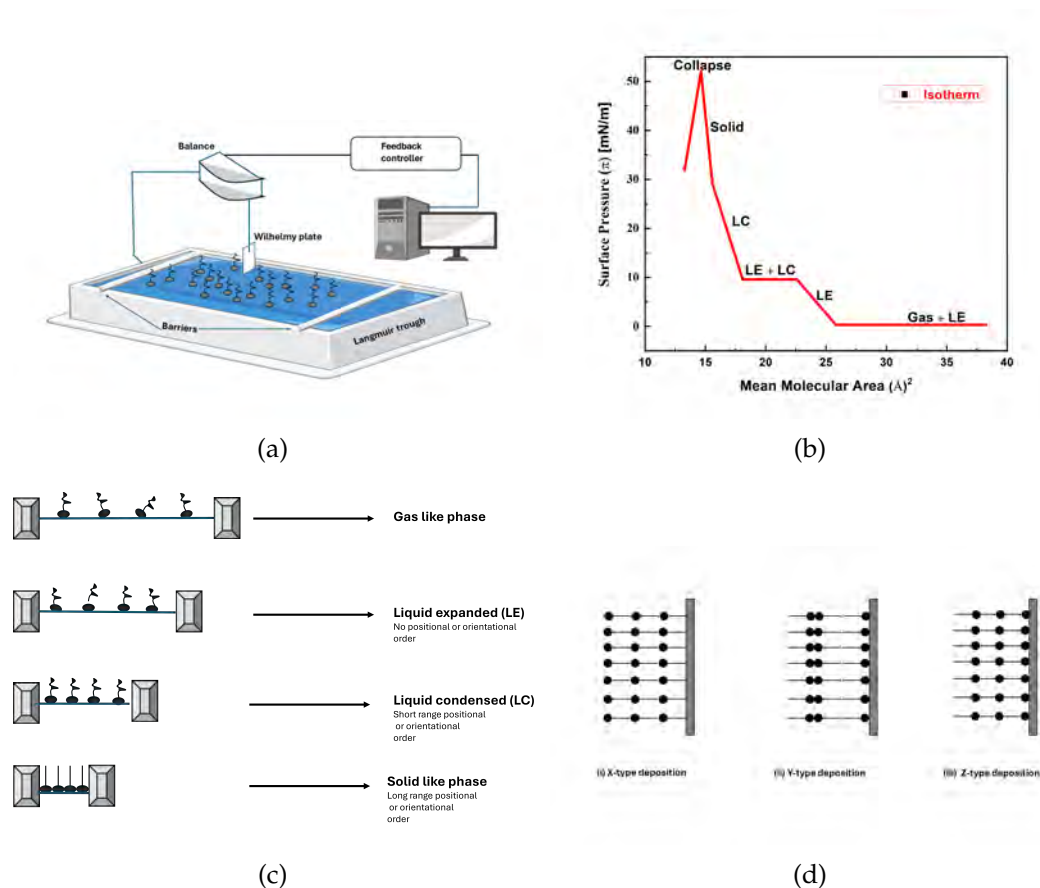 Balance
Feedback
controller
Wilhelmy plate
Barriers
Langmuir trough
(a)
Collapse
Isotherm
Solid
LC
LE + LC
LE
Gas + LE
50
40
30
20
10
0
10
15
20
25
30
35
40
Surface Pressure (π) [mN/m]
Mean Molecular Area (Å)²
(b)
Gas like phase
Liquid expanded (LE)
No positional or orientational
order
Liquid condensed (LC)
Short range positional
or orientational
order
Solid like phase
Long range positional
or orientational
order
(c)
(i) X-type deposition
(ii) Y-type deposition
(iii) Z-type deposition
(d)